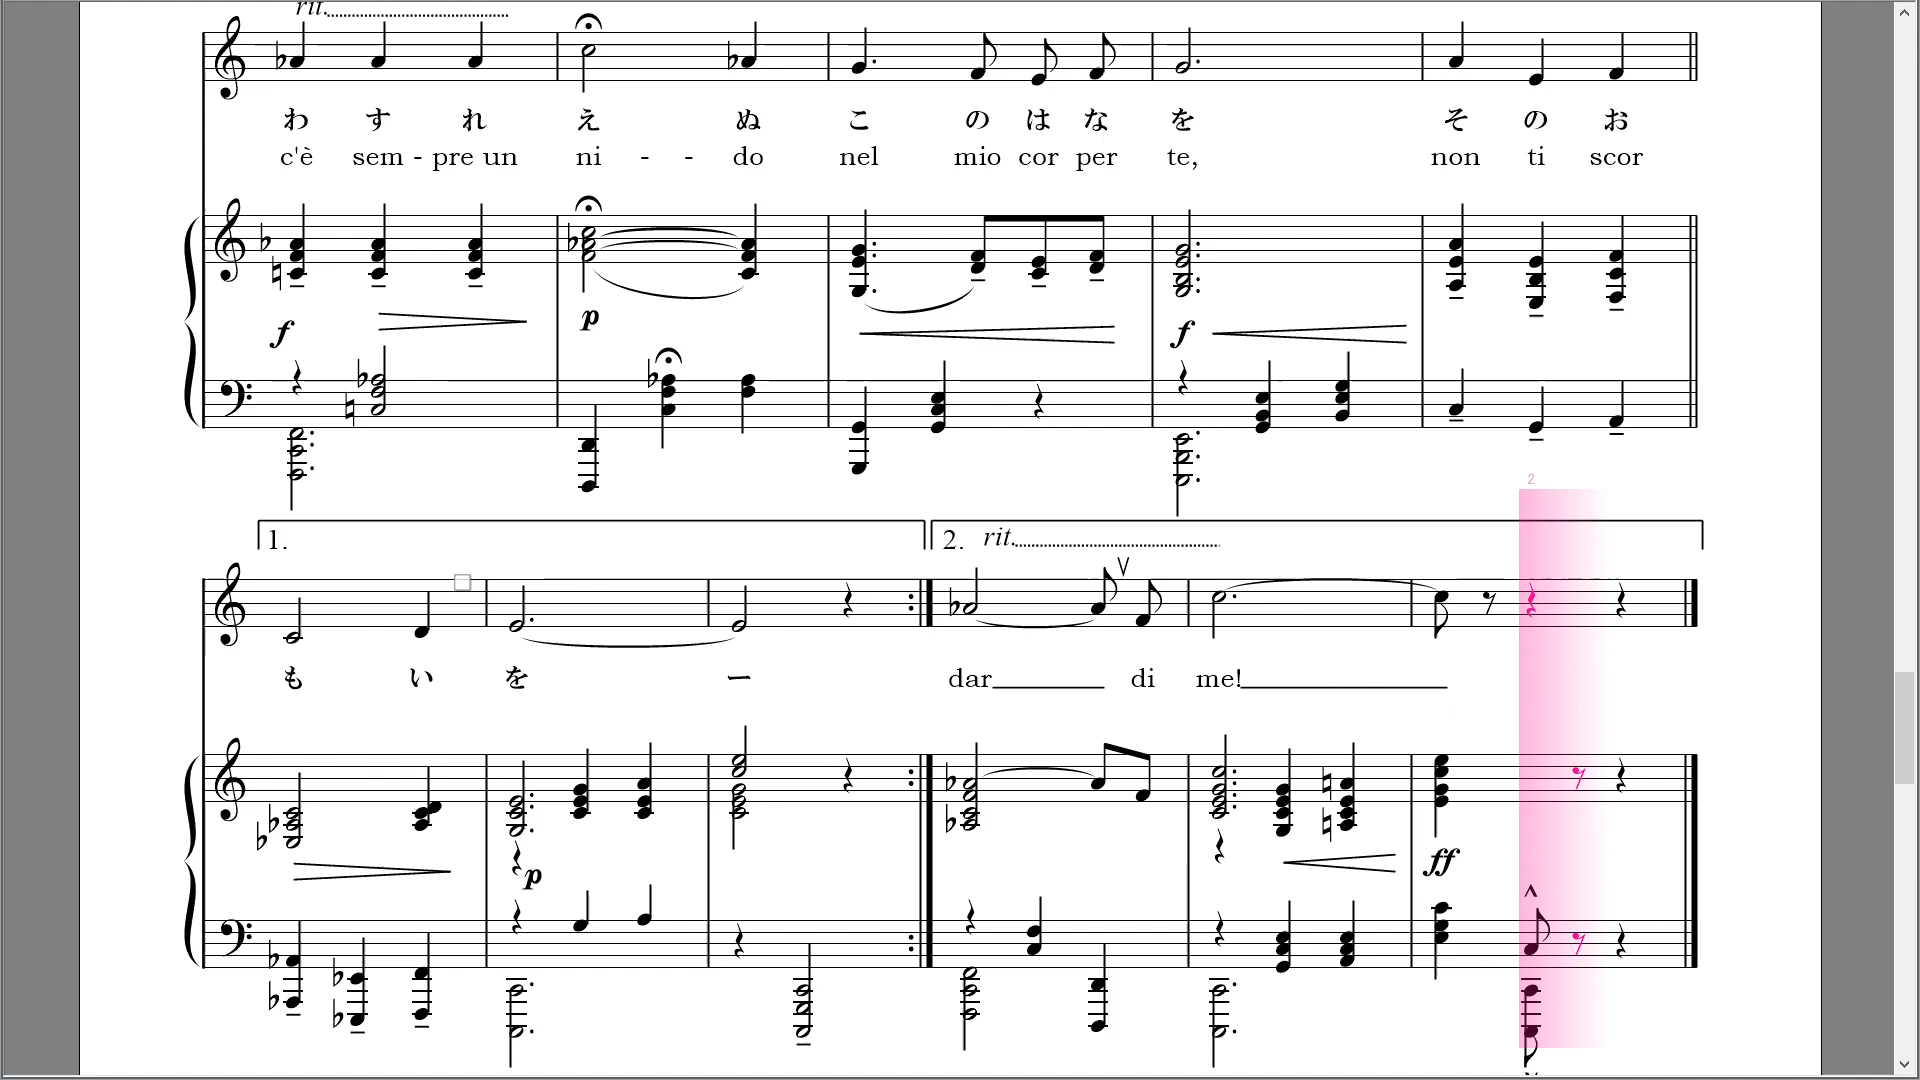 rit.
わ す れ え ぬ こ の は な を そ の お
c'è sem - pre un ni - - do nel mio cor per te, non ti scor
f p f
2
1. 2. rit.
も い を ー dar di me!
p ff